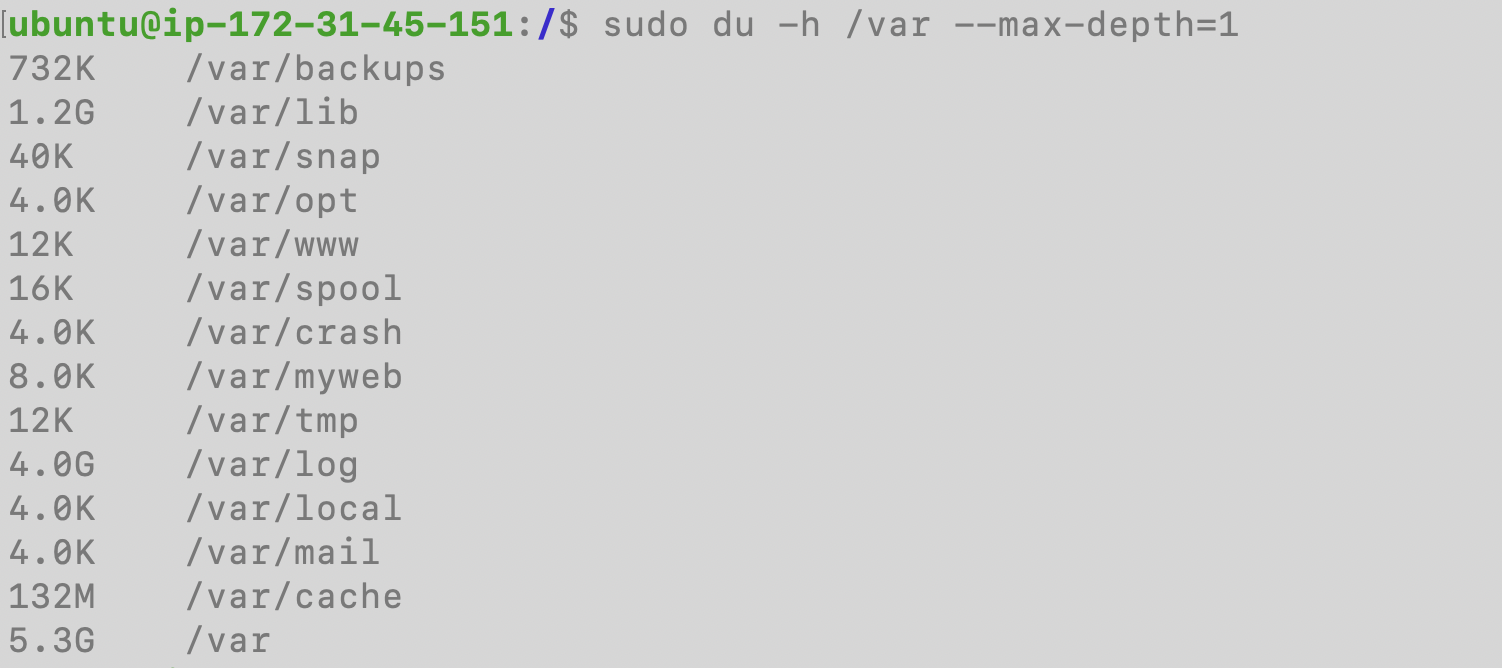 [ubuntu@ip-172-31-45-151:/$ sudo du -h /var --max-depth=1
732K /var/backups
1.2G /var/lib
40K /var/snap
4.0K /var/opt
12K /var/www
16K /var/spool
4.0K /var/crash
8.0K /var/myweb
12K /var/tmp
4.0G /var/log
4.0K /var/local
4.0K /var/mail
132M /var/cache
5.3G /var